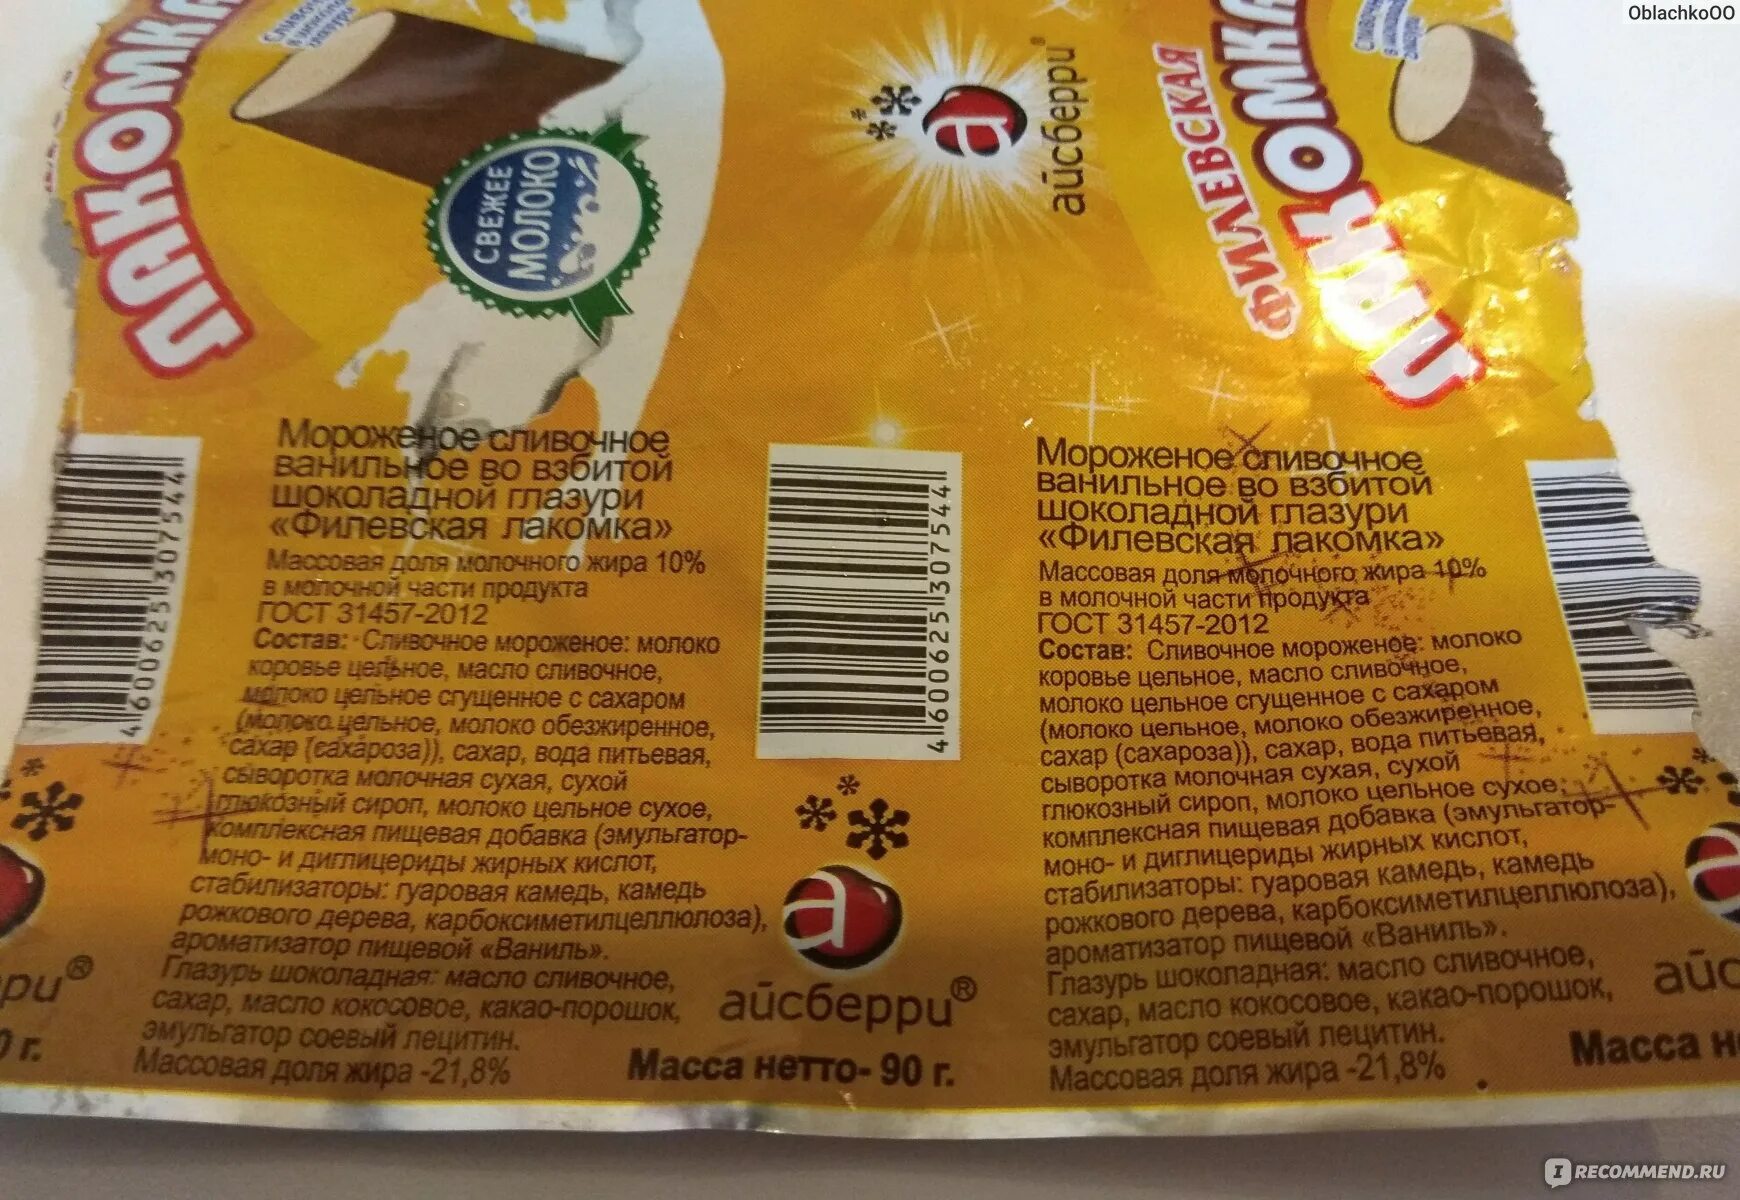 OblachkoOO
ЛАКОМКА
СВЕЖЕЕ
МОЛОКО
айсберри®
ФИЛЕВСКАЯ
ЛАКОМКА
Мороженое сливочное
ванильное во взбитой
шоколадной глазури
«Филевская лакомка»
Массовая доля молочного жира 10%
в молочной части продукта
ГОСТ 31457-2012
Состав: Сливочное мороженое: молоко
коровье цельное, масло сливочное,
молоко цельное сгущенное с сахаром
(молоко цельное, молоко обезжиренное,
сахар (сахароза)), сахар, вода питьевая,
сыворотка молочная сухая, сухой
глюкозный сироп, молоко цельное сухое,
комплексная пищевая добавка (эмульгатор-
моно- и диглицериды жирных кислот,
стабилизаторы: гуаровая камедь, камедь
рожкового дерева, карбоксиметилцеллюлоза),
ароматизатор пищевой «Ваниль».
Глазурь шоколадная: масло сливочное,
сахар, масло кокосовое, какао-порошок,
эмульгатор соевый лецитин.
Массовая доля жира -21,8%
4 600625 307544
4 600625 307544
айсберри®
Масса нетто- 90 г.
Мороженое сливочное
ванильное во взбитой
шоколадной глазури
«Филевская лакомка»
Массовая доля молочного жира 10%
в молочной части продукта
ГОСТ 31457-2012
Состав: Сливочное мороженое: молоко
коровье цельное, масло сливочное,
молоко цельное сгущенное с сахаром
(молоко цельное, молоко обезжиренное,
сахар (сахароза)), сахар, вода питьевая,
сыворотка молочная сухая, сухой
глюкозный сироп, молоко цельное сухое,
комплексная пищевая добавка (эмульгатор-
моно- и диглицериды жирных кислот,
стабилизаторы: гуаровая камедь, камедь
рожкового дерева, карбоксиметилцеллюлоза),
ароматизатор пищевой «Ваниль».
Глазурь шоколадная: масло сливочное,
сахар, масло кокосовое, какао-порошок,
эмульгатор соевый лецитин.
Массовая доля жира -21,8%
Масса
IRECOMMEND.RU